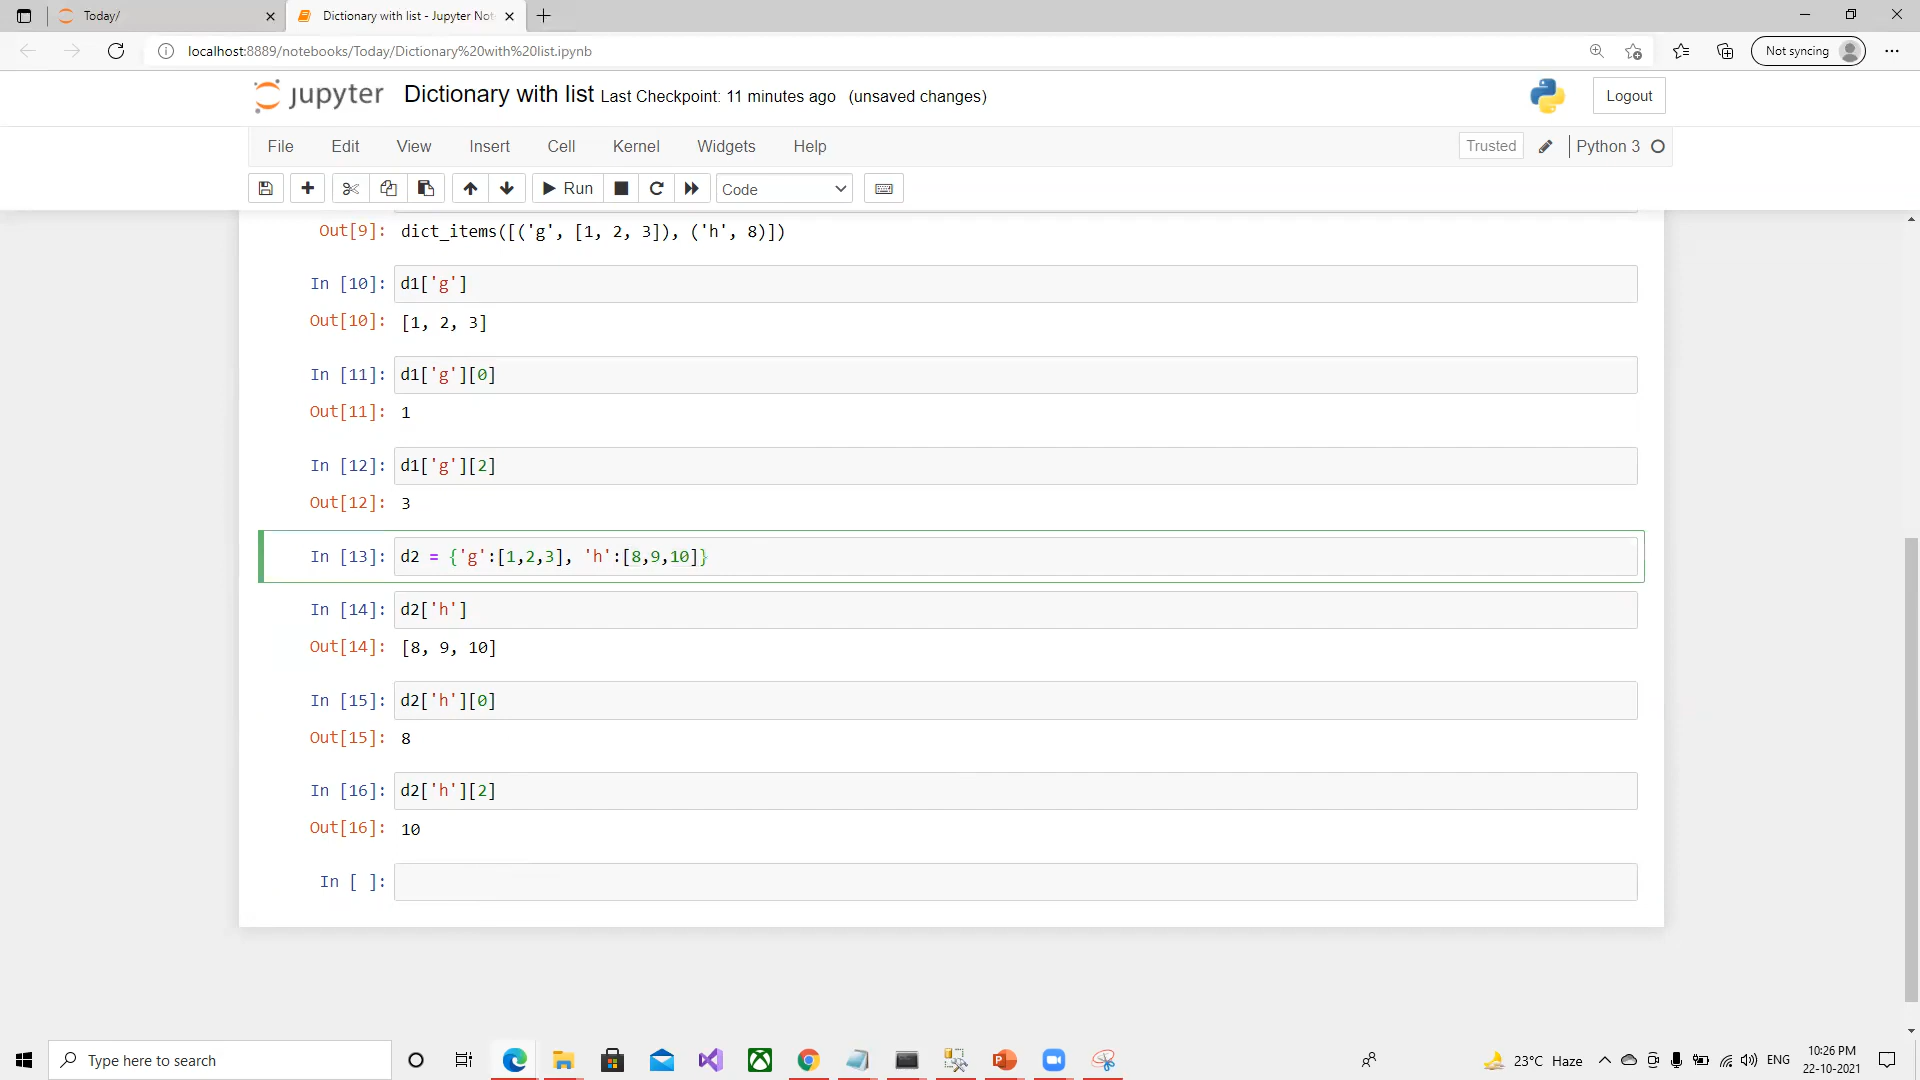 Today/
Dictionary with list - Jupyter Not
localhost:8889/notebooks/Today/Dictionary%20with%20list.ipynb
Not syncing
jupyter Dictionary with list Last Checkpoint: 11 minutes ago (unsaved changes)
Logout
File Edit View Insert Cell Kernel Widgets Help
Trusted
Python 3
Run
Code
Out[9]: dict_items([('g', [1, 2, 3]), ('h', 8)])
In [10]: d1['g']
Out[10]: [1, 2, 3]
In [11]: d1['g'][0]
Out[11]: 1
In [12]: d1['g'][2]
Out[12]: 3
In [13]: d2 = {'g':[1,2,3], 'h':[8,9,10]}
In [14]: d2['h']
Out[14]: [8, 9, 10]
In [15]: d2['h'][0]
Out[15]: 8
In [16]: d2['h'][2]
Out[16]: 10
In [ ]:
Type here to search
23°C Haze
ENG
10:26 PM
22-10-2021